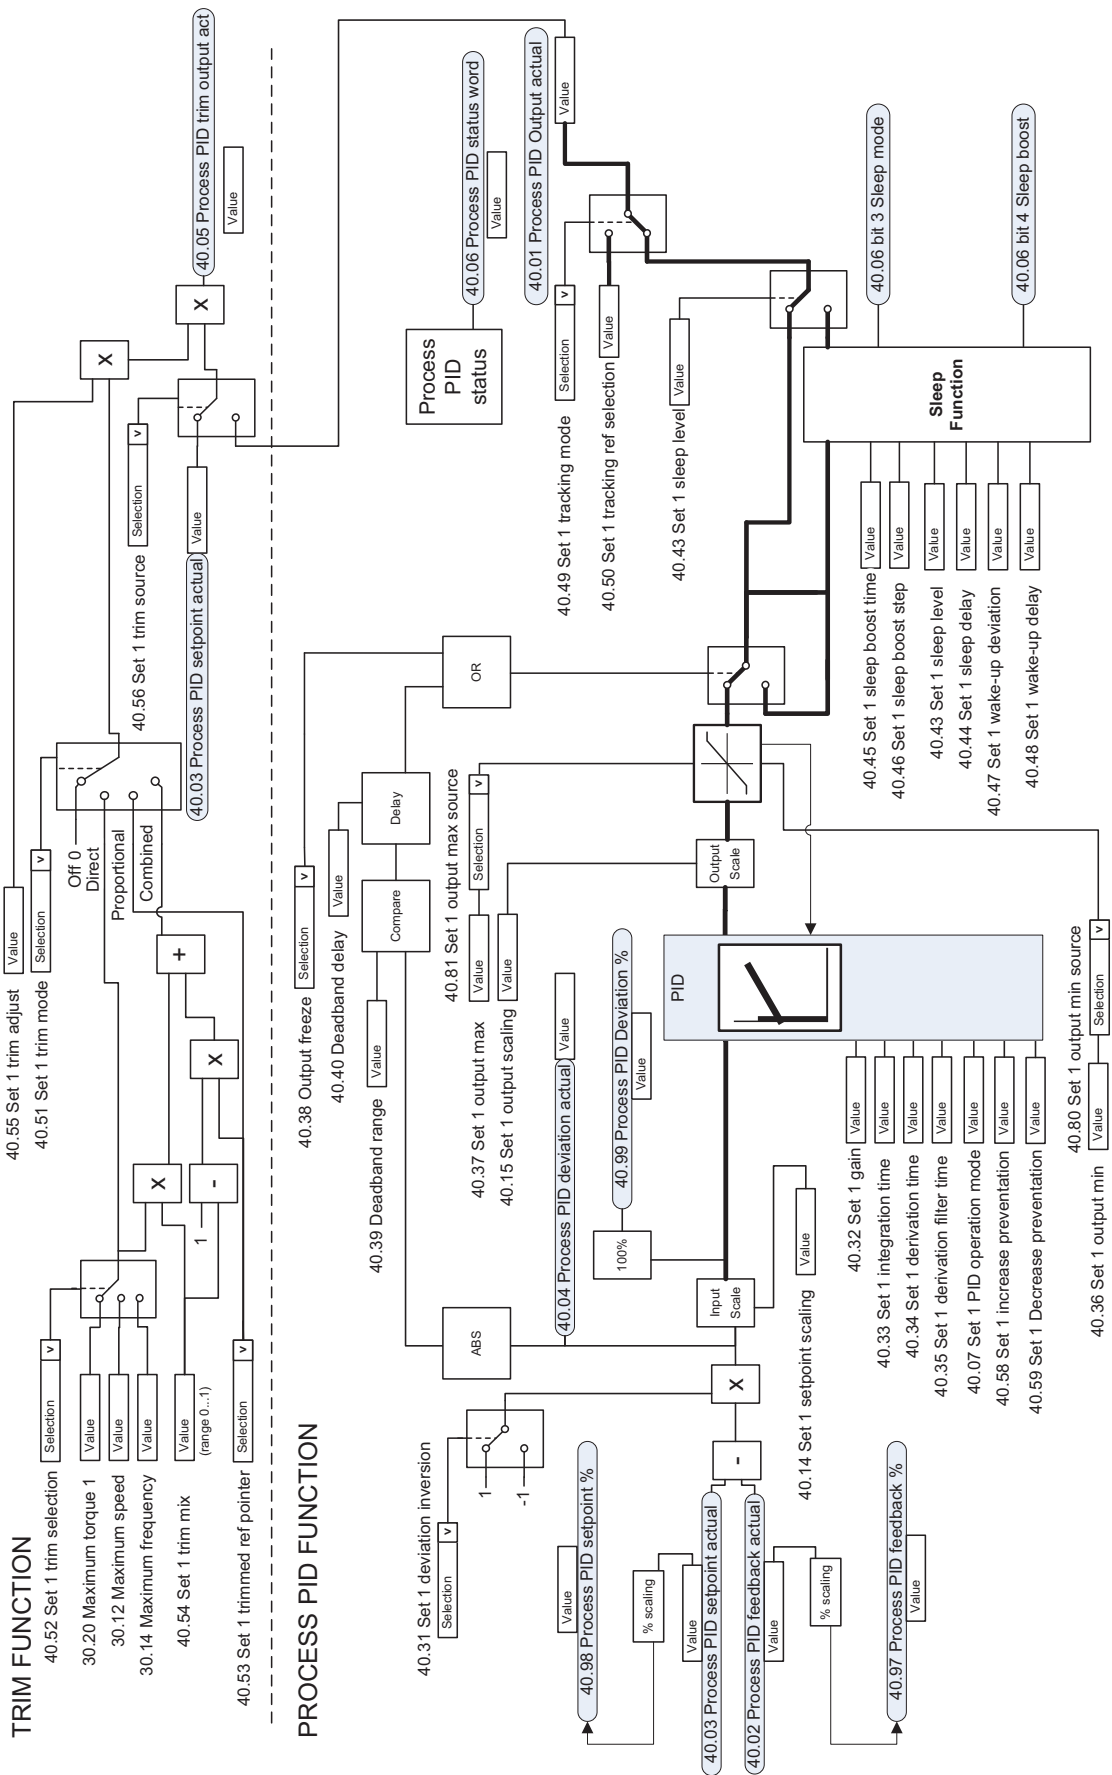 TRIM FUNCTION
40.55 Set 1 trim adjust
Value
40.51 Set 1 trim mode
Selection
v
40.52 Set 1 trim selection
Selection
v
30.20 Maximum torque 1
Value
30.12 Maximum speed
Value
30.14 Maximum frequency
Value
40.54 Set 1 trim mix
Value
(range 0...1)
40.53 Set 1 trimmed ref pointer
Selection
v
1
X
-
X
+
Off 0
Direct
Proportional
Combined
X
40.56 Set 1 trim source
Selection
v
40.03 Process PID setpoint actual
Value
X
40.05 Process PID trim output act
Value
PROCESS PID FUNCTION
40.38 Output freeze
Selection
v
40.40 Deadband delay
Value
40.39 Deadband range
Value
Compare
Delay
OR
ABS
40.31 Set 1 deviation inversion
Selection
v
1
-1
40.98 Process PID setpoint %
Value
% scaling
Value
40.03 Process PID setpoint actual
40.02 Process PID feedback actual
Value
% scaling
40.97 Process PID feedback %
Value
-
X
40.04 Process PID deviation actual
Value
40.99 Process PID Deviation %
Value
100%
Input
Scale
40.14 Set 1 setpoint scaling
Value
40.81 Set 1 output max source
40.37 Set 1 output max
Value
Selection
v
40.15 Set 1 output scaling
Value
PID
Output
Scale
40.32 Set 1 gain
Value
40.33 Set 1 integration time
Value
40.34 Set 1 derivation time
Value
40.35 Set 1 derivation filter time
Value
40.07 Set 1 PID operation mode
Value
40.58 Set 1 increase preventation
Value
40.59 Set 1 Decrease preventation
Value
40.80 Set 1 output min source
40.36 Set 1 output min
Value
Selection
v
Process
PID
status
40.06 Process PID status word
Value
40.01 Process PID Output actual
Value
40.49 Set 1 tracking mode
Selection
v
40.50 Set 1 tracking ref selection
Value
40.43 Set 1 sleep level
Value
40.45 Set 1 sleep boost time
Value
40.46 Set 1 sleep boost step
Value
40.43 Set 1 sleep level
Value
40.44 Set 1 sleep delay
Value
40.47 Set 1 wake-up deviation
Value
40.48 Set 1 wake-up delay
Value
Sleep
Function
40.06 bit 3 Sleep mode
40.06 bit 4 Sleep boost